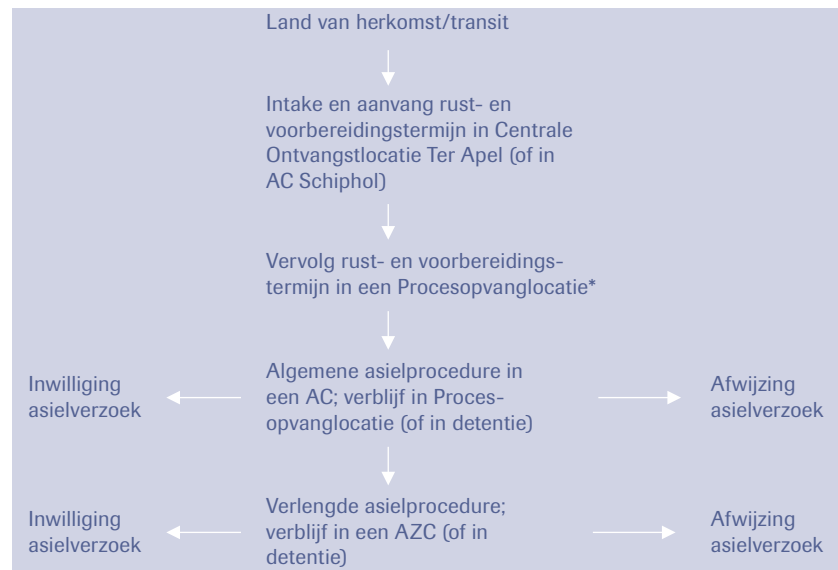 Land van herkomst/transit
Intake en aanvang rust- en
voorbereidingstermijn in Centrale
Ontvangstlocatie Ter Apel (of in
AC Schiphol)
Vervolg rust- en voorbereidings-
termijn in een Procesopvanglocatie*
Inwilliging
asielverzoek
Algemene asielprocedure in
een AC; verblijf in Proces-
opvanglocatie (of in detentie)
Afwijzing
asielverzoek
Inwilliging
asielverzoek
Verlengde asielprocedure;
verblijf in een AZC (of in
detentie)
Afwijzing
asielverzoek